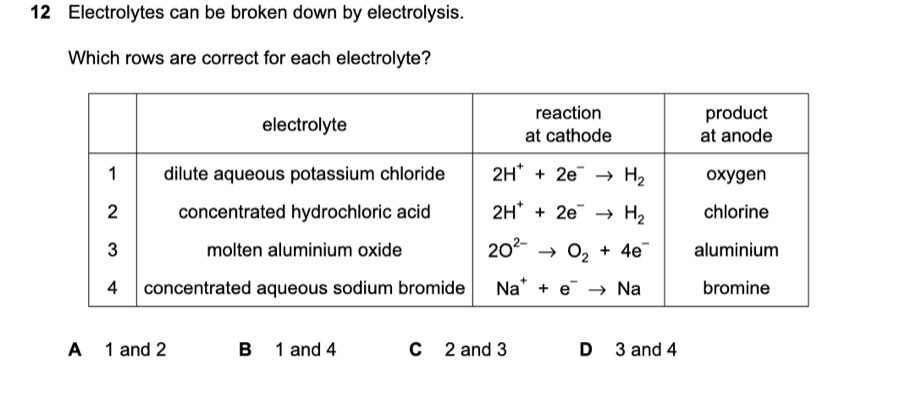 12 Electrolytes can be broken down by electrolysis.
Which rows are correct for each electrolyte?
electrolyte reaction at cathode product at anode
1 dilute aqueous potassium chloride 2H⁺ + 2e⁻ → H₂ oxygen
2 concentrated hydrochloric acid 2H⁺ + 2e⁻ → H₂ chlorine
3 molten aluminium oxide 2O²⁻ → O₂ + 4e⁻ aluminium
4 concentrated aqueous sodium bromide Na⁺ + e⁻ → Na bromine
A 1 and 2 B 1 and 4 C 2 and 3 D 3 and 4